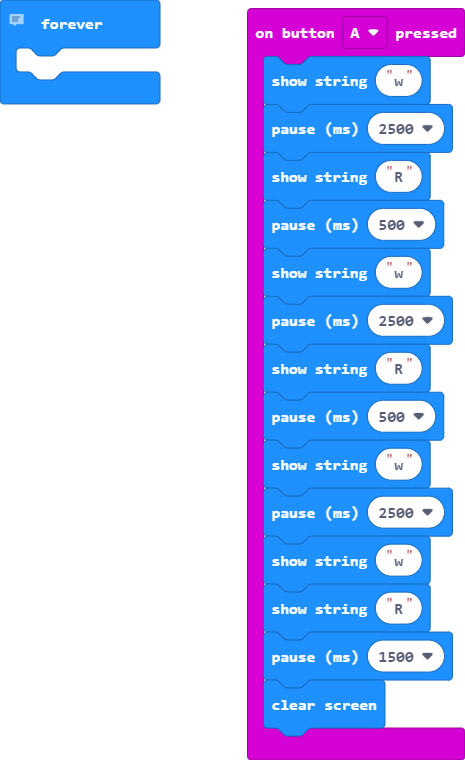 forever
on button A pressed
show string "w"
pause (ms) 2500
show string "R"
pause (ms) 500
show string "w"
pause (ms) 2500
show string "R"
pause (ms) 500
show string "w"
pause (ms) 2500
show string "w"
show string "R"
pause (ms) 1500
clear screen